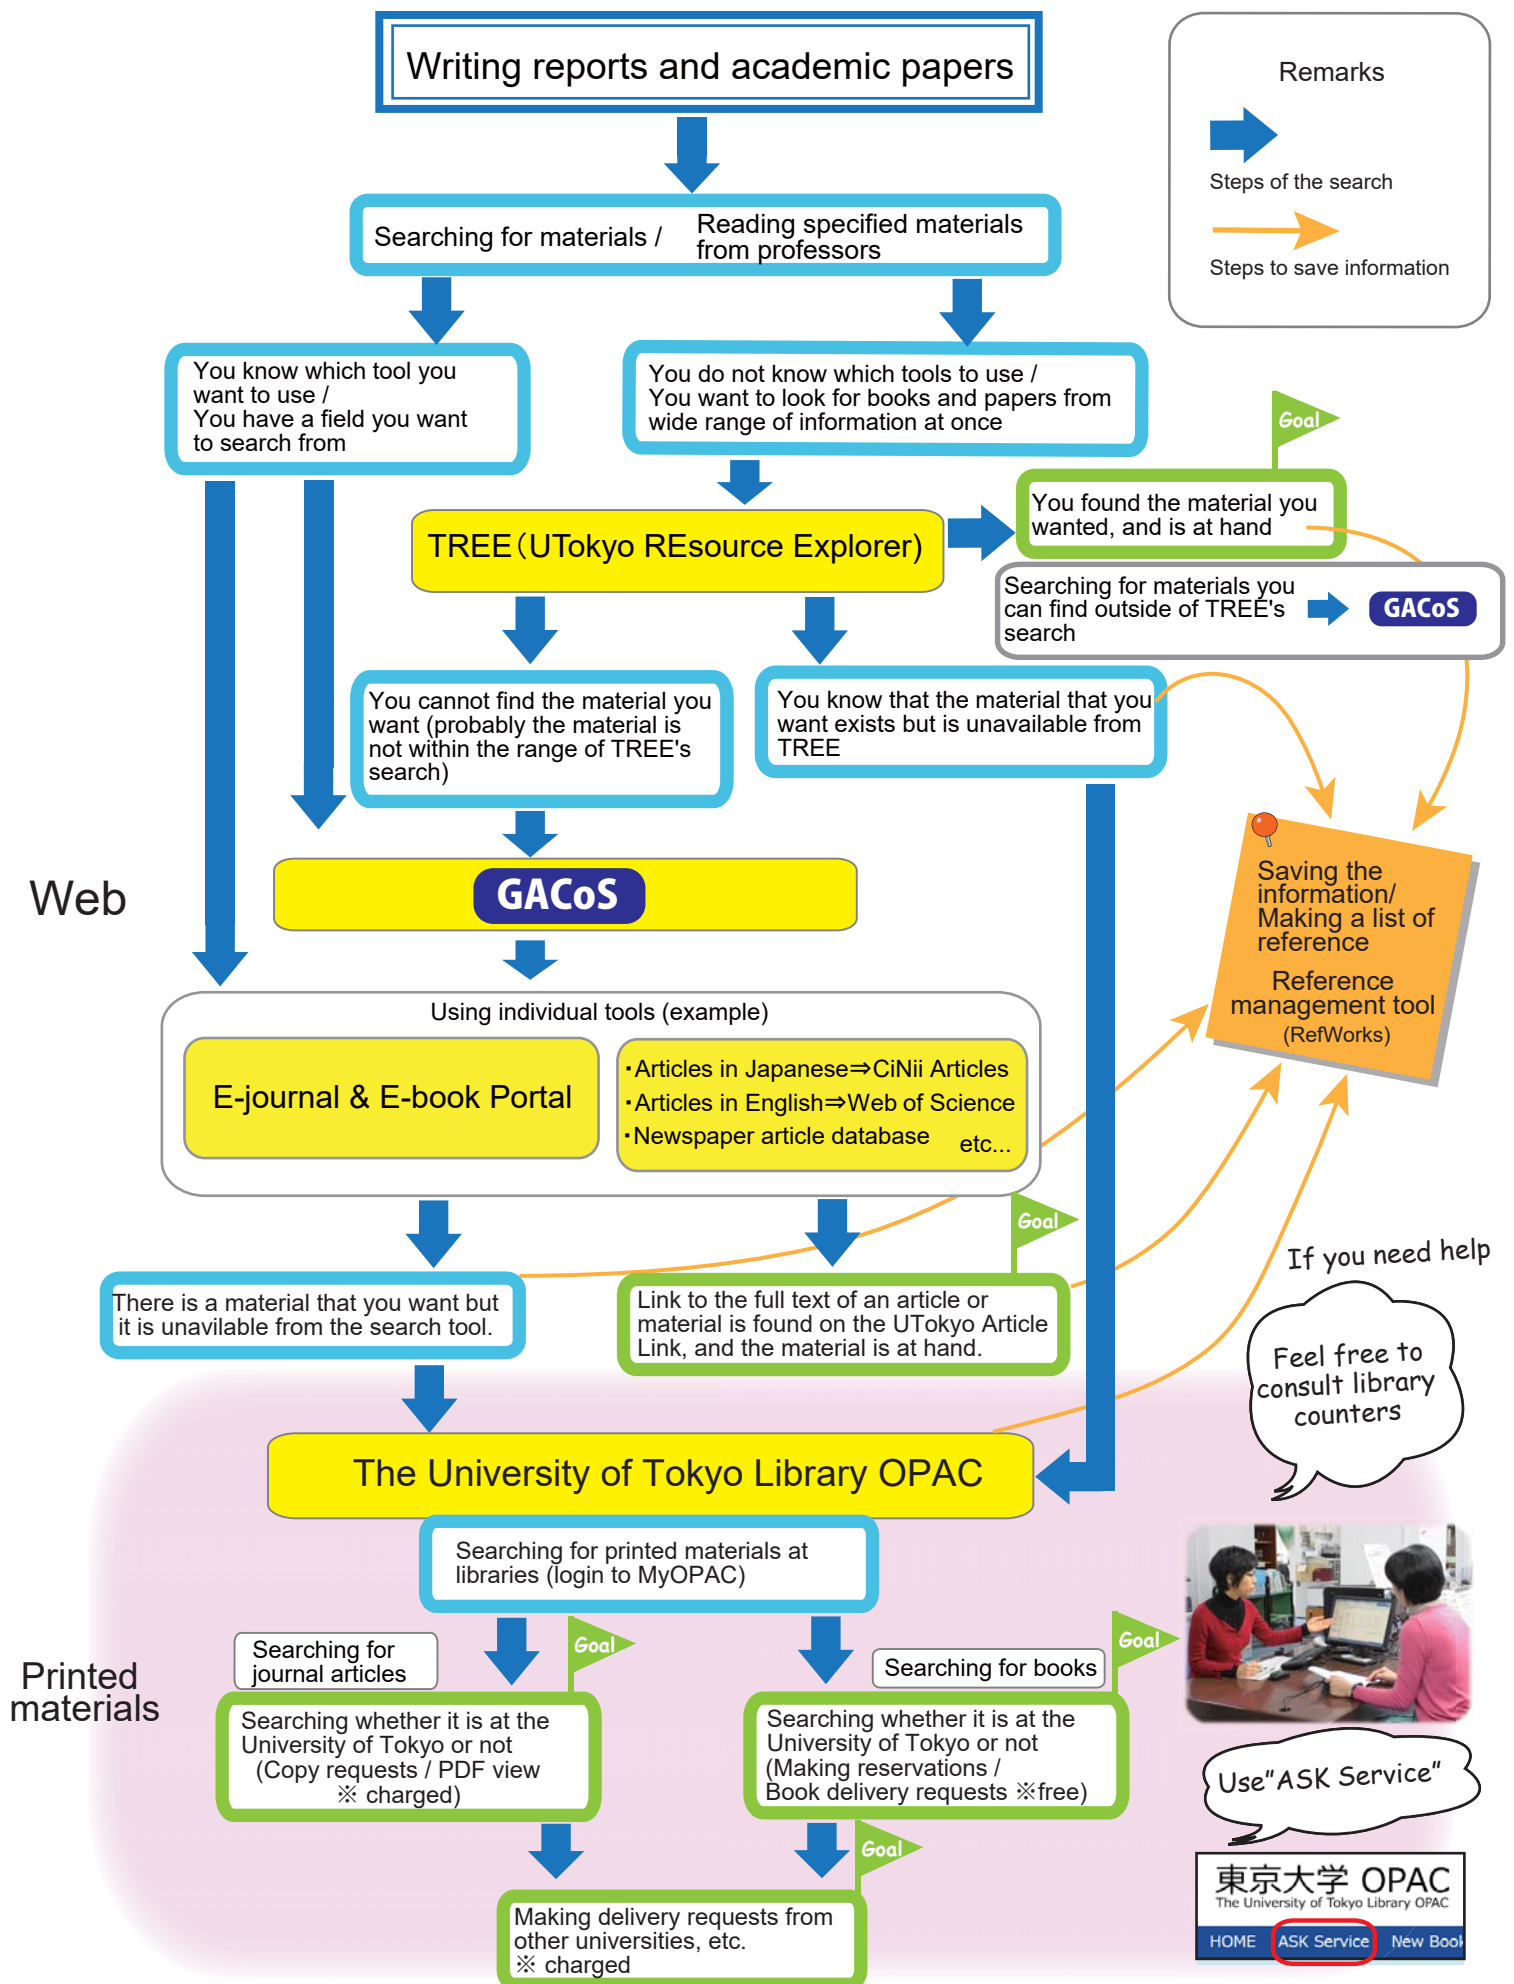 Writing reports and academic papers
Remarks
Steps of the search
Steps to save information
Searching for materials /
Reading specified materials
from professors
You know which tool you
want to use /
You have a field you want
to search from
You do not know which tools to use /
You want to look for books and papers from
wide range of information at once
Goal
You found the material you
wanted, and is at hand
TREE（UTokyo REsource Explorer)
Searching for materials you
can find outside of TREE's
search
GACoS
You cannot find the material you
want (probably the material is
not within the range of TREE's
search)
You know that the material that you
want exists but is unavailable from
TREE
Web
GACoS
Saving the
information/
Making a list of
reference
Reference
management tool
(RefWorks)
Using individual tools (example)
E-journal & E-book Portal
・Articles in Japanese⇒CiNii Articles
・Articles in English⇒Web of Science
・Newspaper article database
etc...
Goal
There is a material that you want but
it is unavilable from the search tool.
Link to the full text of an article or
material is found on the UTokyo Article
Link, and the material is at hand.
If you need help
Feel free to
consult library
counters
The University of Tokyo Library OPAC
Searching for printed materials at
libraries (login to MyOPAC)
Printed
materials
Searching for
journal articles
Goal
Searching for books
Goal
Searching whether it is at the
University of Tokyo or not
(Copy requests / PDF view
※ charged)
Searching whether it is at the
University of Tokyo or not
(Making reservations /
Book delivery requests ※free)
Use"ASK Service"
Goal
Making delivery requests from
other universities, etc.
※ charged
東京大学 OPAC
The University of Tokyo Library OPAC
HOME ASK Service New Book